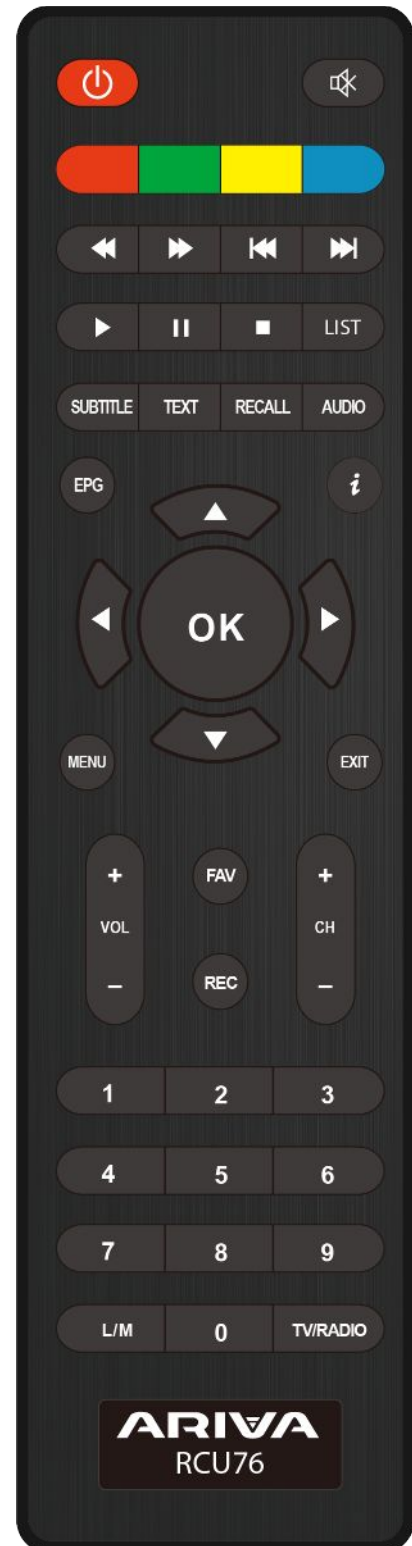 LIST
SUBTITLE TEXT RECALL AUDIO
EPG i
OK
MENU EXIT
+ FAV +
VOL CH
– REC –
1 2 3
4 5 6
7 8 9
L/M 0 TV/RADIO
ARIVA
RCU76